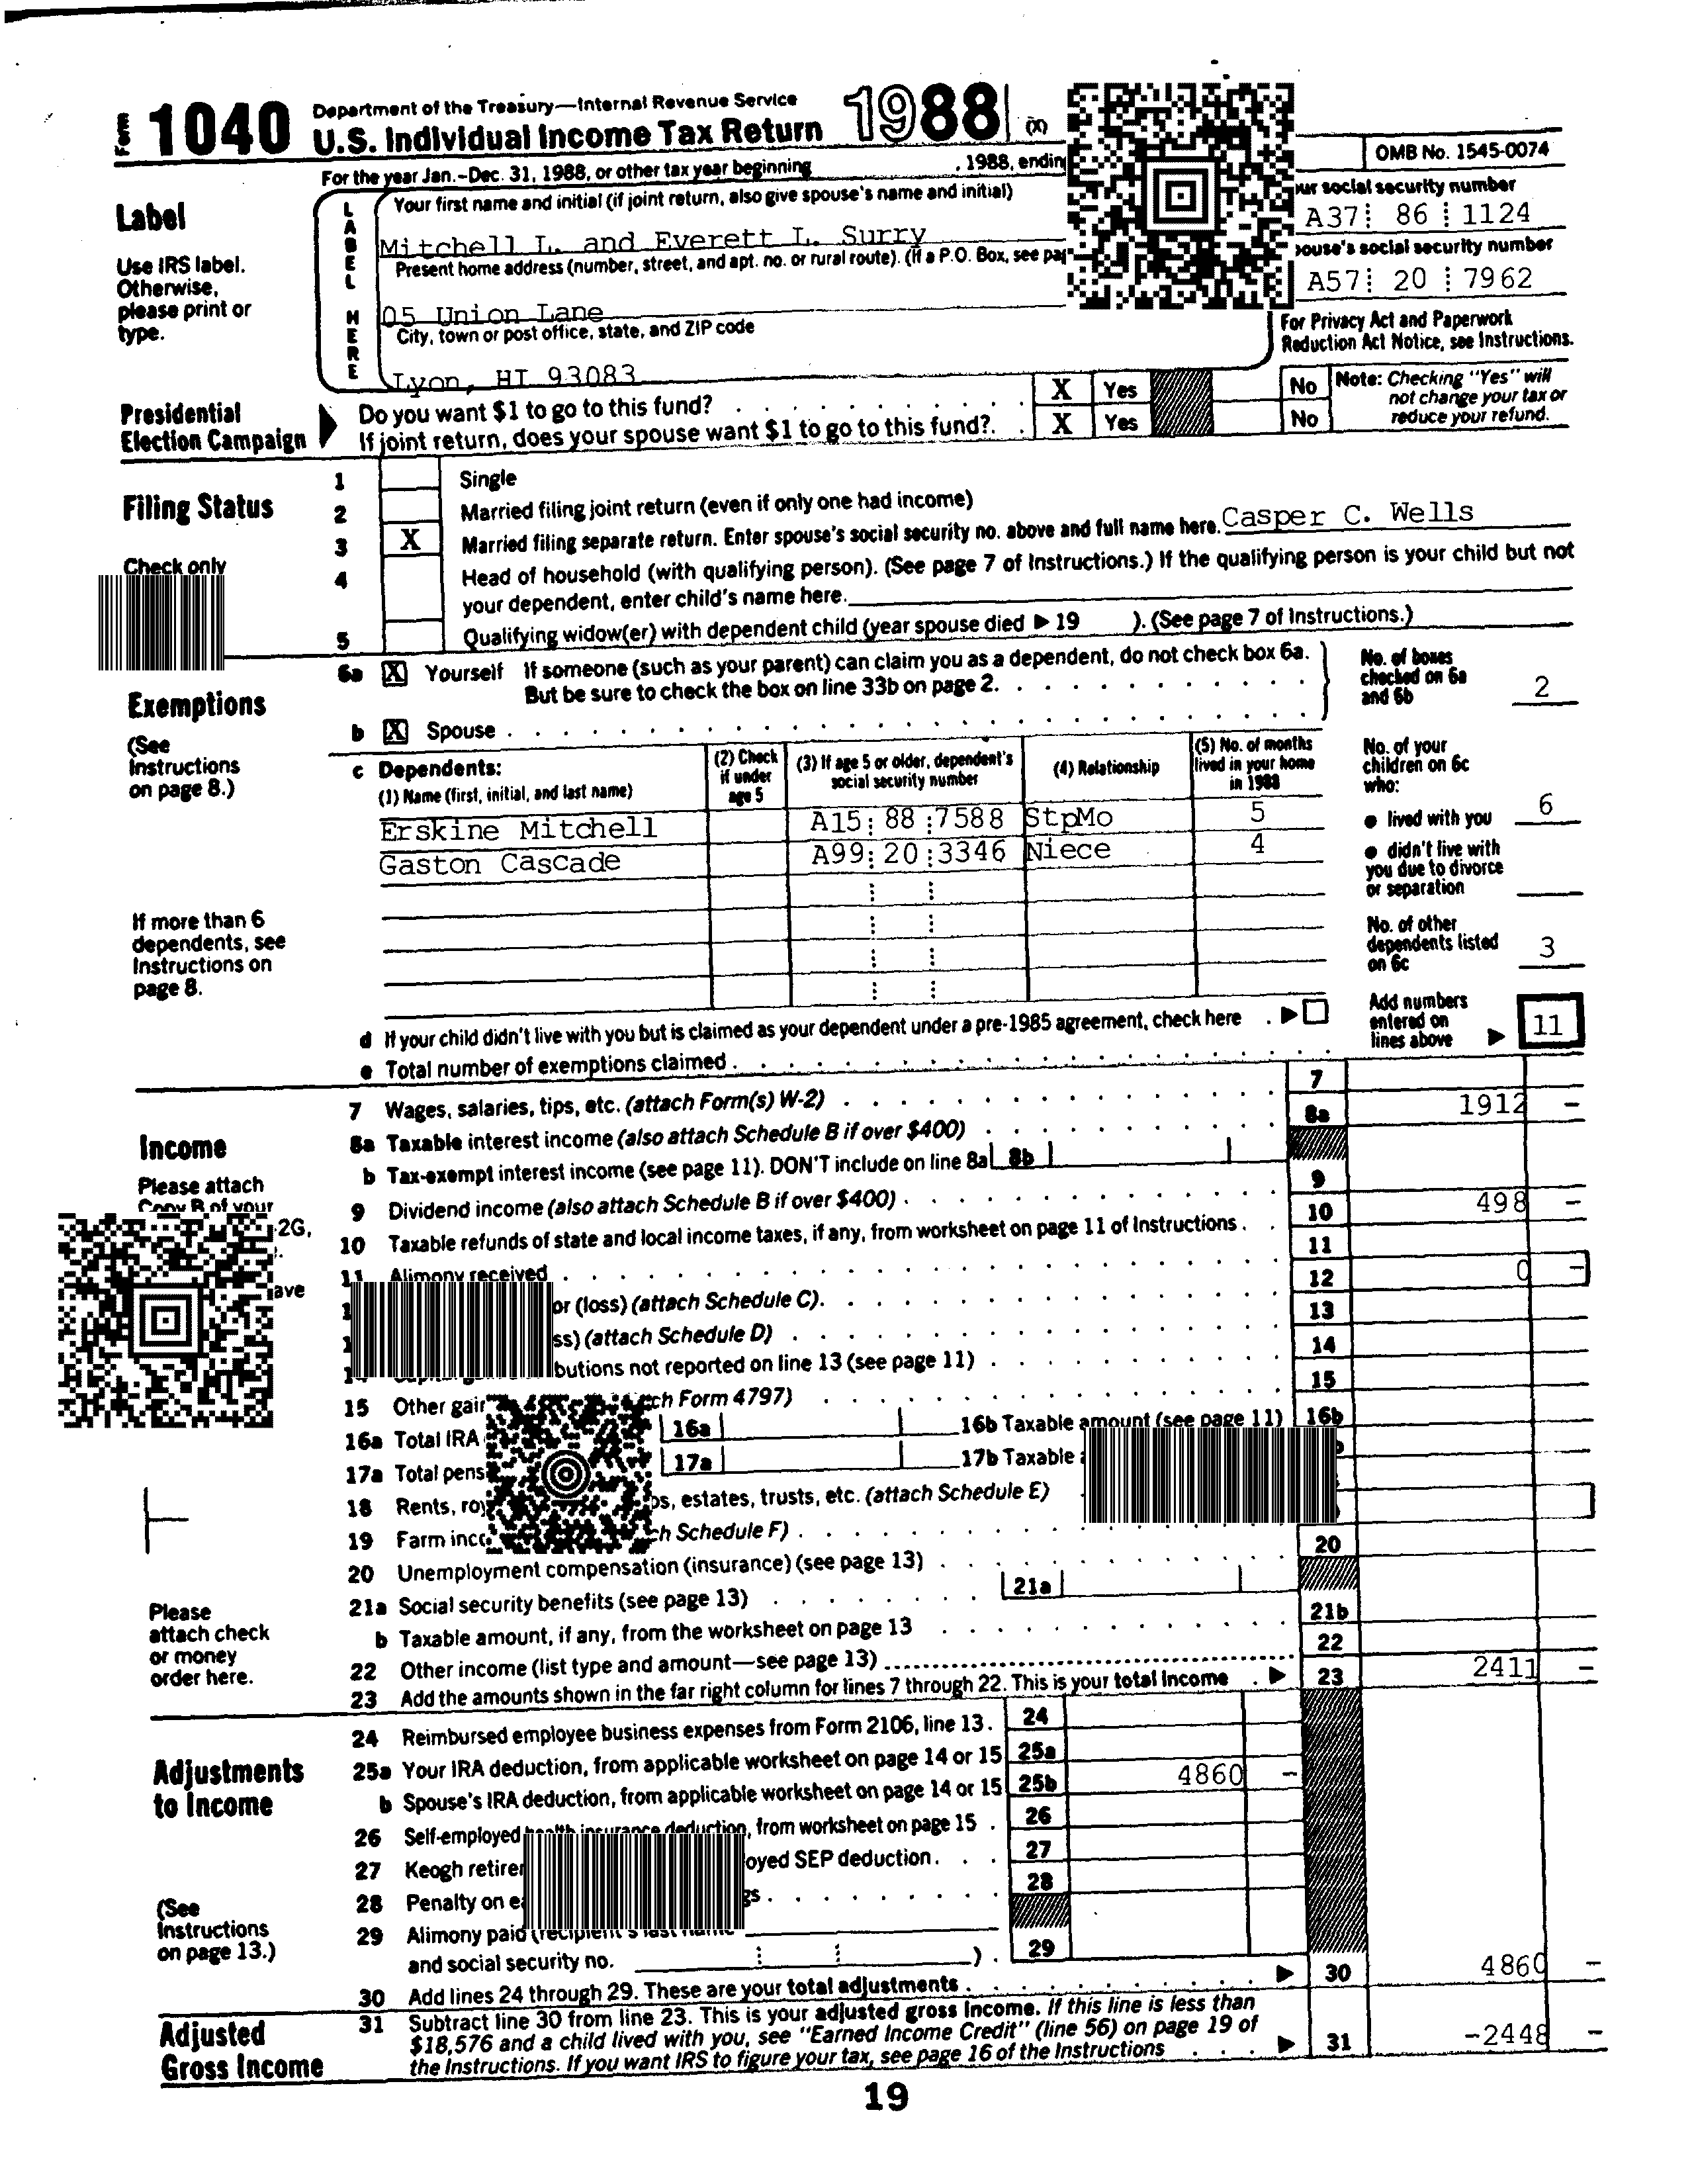 Form 1040 Department of the Treasury—Internal Revenue Service
U.S. Individual Income Tax Return 1988 (X)
For the year Jan.-Dec. 31, 1988, or other tax year beginning , 1988, ending OMB No. 1545-0074
Label
Use IRS label. Otherwise, please print or type.
LABEL HERE
Your first name and initial (if joint return, also give spouse's name and initial)
social security number
Mitchell L. and Everett L. Surry
A37 86 1124
Present home address (number, street, and apt. no. or rural route). (If a P.O. Box, see
social security number
05 Union Lane
A57 20 7962
City, town or post office, state, and ZIP code
Lyon, HI 93083
For Privacy Act and Paperwork
Reduction Act Notice, see Instructions.
Presidential Election Campaign
Do you want $1 to go to this fund? X Yes No
If joint return, does your spouse want $1 to go to this fund?. X Yes No
Note: Checking "Yes" will not change your tax or reduce your refund.
Filing Status
Check only
1 Single
2 Married filing joint return (even if only one had income)
3 X Married filing separate return. Enter spouse's social security no. above and full name here. Casper C. Wells
4 Head of household (with qualifying person). (See page 7 of Instructions.) If the qualifying person is your child but not
your dependent, enter child's name here.
5 Qualifying widow(er) with dependent child (year spouse died ▶ 19 ). (See page 7 of Instructions.)
Exemptions
(See Instructions on page 8.)
6a X Yourself If someone (such as your parent) can claim you as a dependent, do not check box 6a.
But be sure to check the box on line 33b on page 2.
b X Spouse
No. of boxes checked on 6a and 6b 2
c Dependents:
(1) Name (first, initial, and last name)
(2) Check if under age 5
(3) If age 5 or older, dependent's social security number
(4) Relationship
(5) No. of months lived in your home in 1988
Erskine Mitchell A15 88 7588 StpMo 5
Gaston Cascade A99 20 3346 Niece 4
No. of your children on 6c who:
● lived with you 6
● didn't live with you due to divorce or separation
No. of other dependents listed on 6c 3
If more than 6 dependents, see Instructions on page 8.
d If your child didn't live with you but is claimed as your dependent under a pre-1985 agreement, check here ▶
e Total number of exemptions claimed
Add numbers entered on lines above ▶ 11
Income
Please attach
Copy B of your
2G,
ave
7 Wages, salaries, tips, etc. (attach Form(s) W-2) 7
8a Taxable interest income (also attach Schedule B if over $400) 8a 1912 -
b Tax-exempt interest income (see page 11). DON'T include on line 8a 8b
9 Dividend income (also attach Schedule B if over $400) 9
10 Taxable refunds of state and local income taxes, if any, from worksheet on page 11 of Instructions 10 498 -
11 Alimony received 11
or (loss) (attach Schedule C). 12 0 -
ss) (attach Schedule D) 13
butions not reported on line 13 (see page 11) 14
15 Other gain ch Form 4797) 15
16a Total IRA 16a 16b Taxable amount (see page 11) 16b
17a Total pens 17a 17b Taxable
18 Rents, roy estates, trusts, etc. (attach Schedule E)
19 Farm inco ch Schedule F)
20 Unemployment compensation (insurance) (see page 13) 20
21a Social security benefits (see page 13) 21a
b Taxable amount, if any, from the worksheet on page 13 21b
22 Other income (list type and amount—see page 13) 22
23 Add the amounts shown in the far right column for lines 7 through 22. This is your total income ▶ 23 2411 -
Please attach check or money order here.
Adjustments to Income
(See Instructions on page 13.)
24 Reimbursed employee business expenses from Form 2106, line 13. 24
25a Your IRA deduction, from applicable worksheet on page 14 or 15 25a
b Spouse's IRA deduction, from applicable worksheet on page 14 or 15 25b 4860 -
26 Self-employed health insurance deduction, from worksheet on page 15 26
27 Keogh retire oyed SEP deduction. 27
28 Penalty on 28
29 Alimony paid (recipient's last name
and social security no. ) 29
30 Add lines 24 through 29. These are your total adjustments ▶ 30 4860 -
Adjusted Gross Income
31 Subtract line 30 from line 23. This is your adjusted gross income. If this line is less than
$18,576 and a child lived with you, see "Earned Income Credit" (line 56) on page 19 of
the Instructions. If you want IRS to figure your tax, see page 16 of the Instructions ▶ 31 -2448 -
19